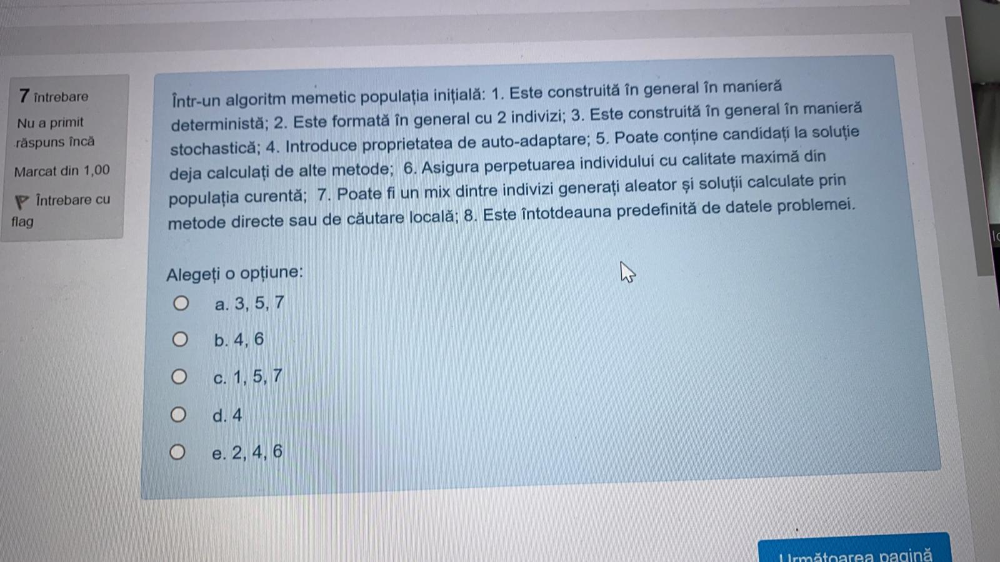 7 întrebare
Nu a primit
răspuns încă
Marcat din 1,00
Întrebare cu
flag
Într-un algoritm memetic populația inițială: 1. Este construită în general în manieră
deterministă; 2. Este formată în general cu 2 indivizi; 3. Este construită în general în manieră
stochastică; 4. Introduce proprietatea de auto-adaptare; 5. Poate conține candidați la soluție
deja calculați de alte metode; 6. Asigura perpetuarea individului cu calitate maximă din
populația curentă; 7. Poate fi un mix dintre indivizi generați aleator și soluții calculate prin
metode directe sau de căutare locală; 8. Este întotdeauna predefinită de datele problemei.
Alegeți o opțiune:
a. 3, 5, 7
b. 4, 6
c. 1, 5, 7
d. 4
e. 2, 4, 6
Următoarea pagină